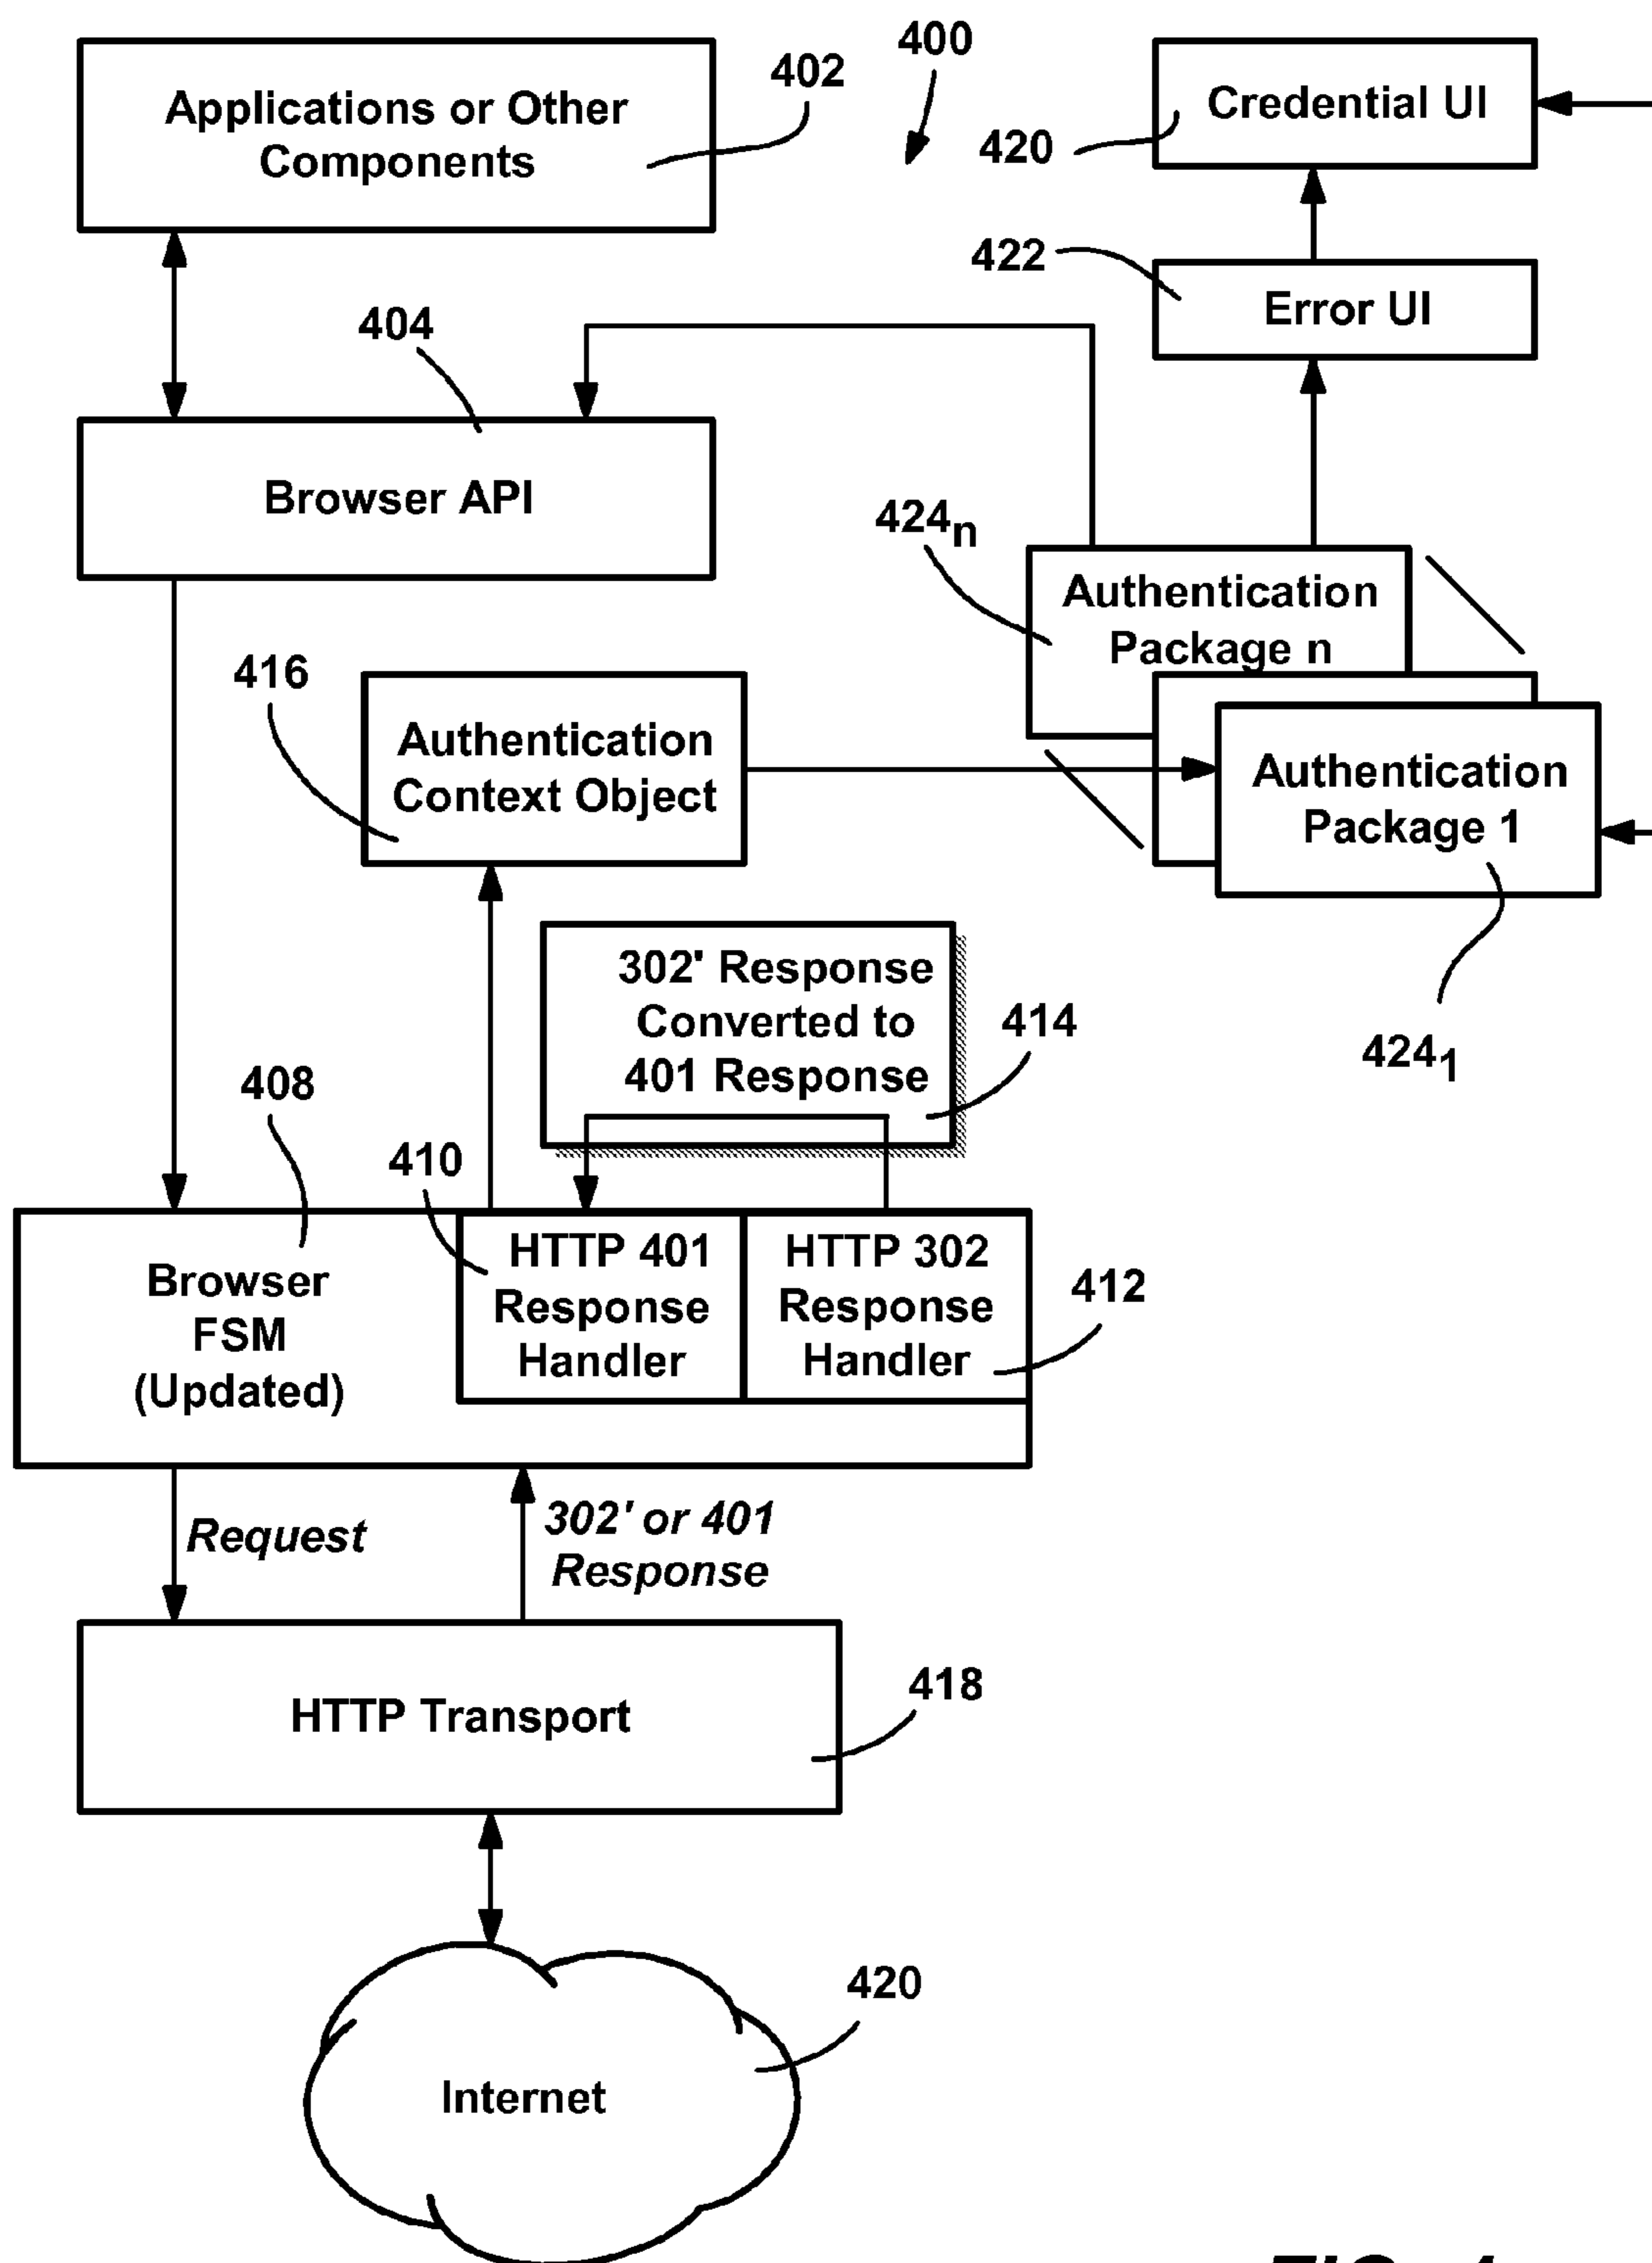 400
Applications or Other
Components
402
Credential UI
420
422
Error UI
404
Browser API
424n
Authentication
Package n
416
Authentication
Context Object
Authentication
Package 1
4241
302' Response
Converted to
401 Response
414
408
410
Browser
FSM
(Updated)
HTTP 401
Response
Handler
HTTP 302
Response
Handler
412
Request
302' or 401
Response
HTTP Transport
418
420
Internet